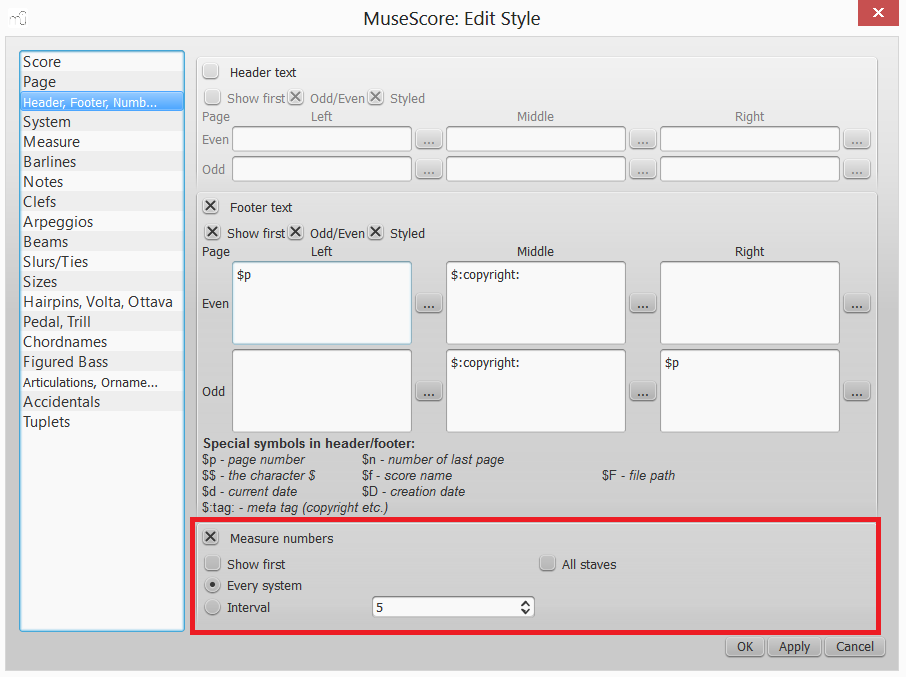 MuseScore: Edit Style
Score
Page
Header, Footer, Numb...
System
Measure
Barlines
Notes
Clefs
Arpeggios
Beams
Slurs/Ties
Sizes
Hairpins, Volta, Ottava
Pedal, Trill
Chordnames
Figured Bass
Articulations, Orname...
Accidentals
Tuplets
Header text
Show first Odd/Even Styled
Page Left Middle Right
Even ... ... ...
Odd ... ... ...
Footer text
Show first Odd/Even Styled
Page Left Middle Right
Even $p ... $:copyright: ... ...
Odd ... $:copyright: ... $p ...
Special symbols in header/footer:
$p - page number $n - number of last page
$$ - the character $ $f - score name $F - file path
$d - current date $D - creation date
$:tag: - meta tag (copyright etc.)
Measure numbers
Show first All staves
Every system
Interval 5
OK Apply Cancel